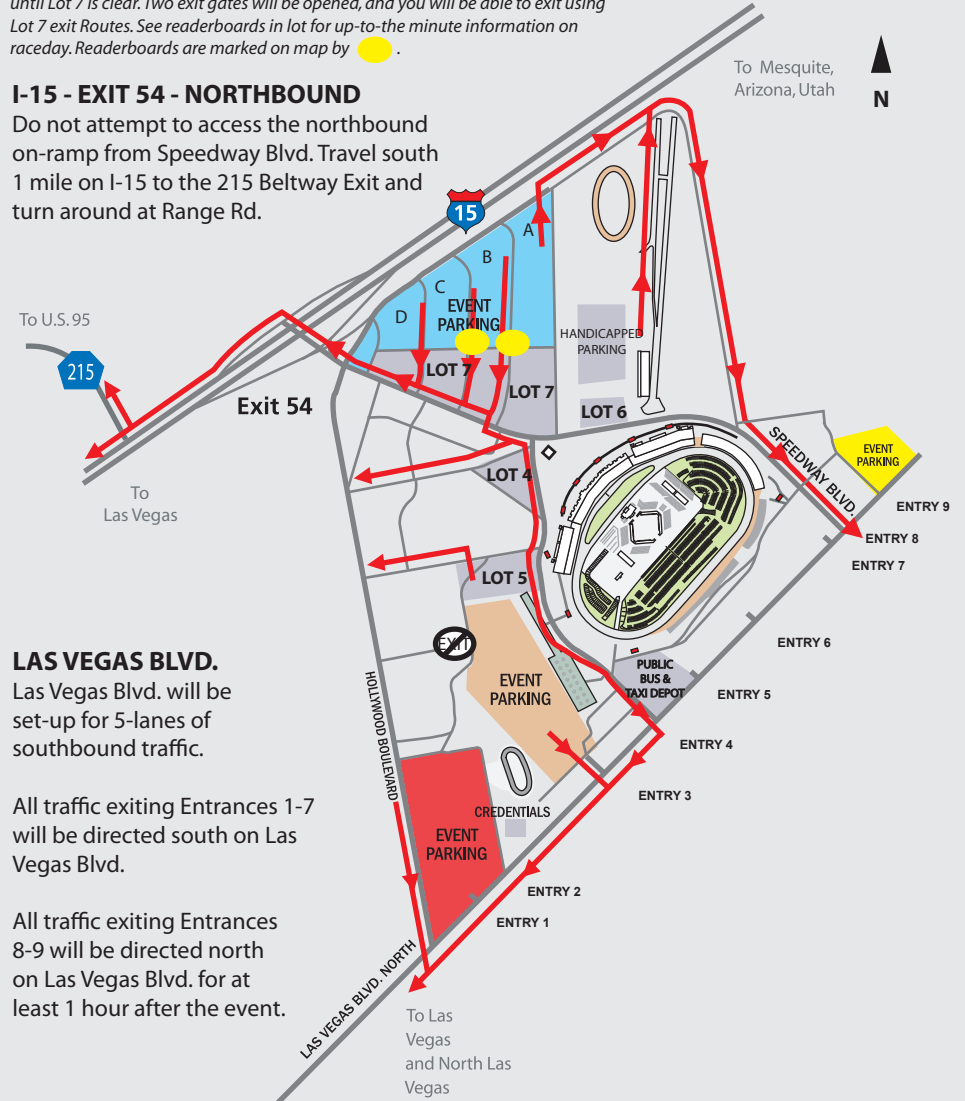 until Lot 7 is clear. Two exit gates will be opened, and you will be able to exit using
Lot 7 exit Routes. See readerboards in lot for up-to-the minute information on
raceday. Readerboards are marked on map by .
I-15 - EXIT 54 - NORTHBOUND
Do not attempt to access the northbound
on-ramp from Speedway Blvd. Travel south
1 mile on I-15 to the 215 Beltway Exit and
turn around at Range Rd.
To Mesquite,
Arizona, Utah
N
15
A
B
C
D
EVENT
PARKING
HANDICAPPED
PARKING
To U.S. 95
215
Exit 54
LOT 7
LOT 7
LOT 6
SPEEDWAY BLVD.
EVENT
PARKING
To
Las Vegas
LOT 4
ENTRY 9
ENTRY 8
ENTRY 7
LOT 5
EXIT
ENTRY 6
LAS VEGAS BLVD.
Las Vegas Blvd. will be
set-up for 5-lanes of
southbound traffic.
HOLLYWOOD BOULEVARD
EVENT
PARKING
PUBLIC
BUS &
TAXI DEPOT
ENTRY 5
ENTRY 4
ENTRY 3
All traffic exiting Entrances 1-7
will be directed south on Las
Vegas Blvd.
CREDENTIALS
EVENT
PARKING
ENTRY 2
ENTRY 1
All traffic exiting Entrances
8-9 will be directed north
on Las Vegas Blvd. for at
least 1 hour after the event.
LAS VEGAS BLVD. NORTH
To Las
Vegas
and North Las
Vegas